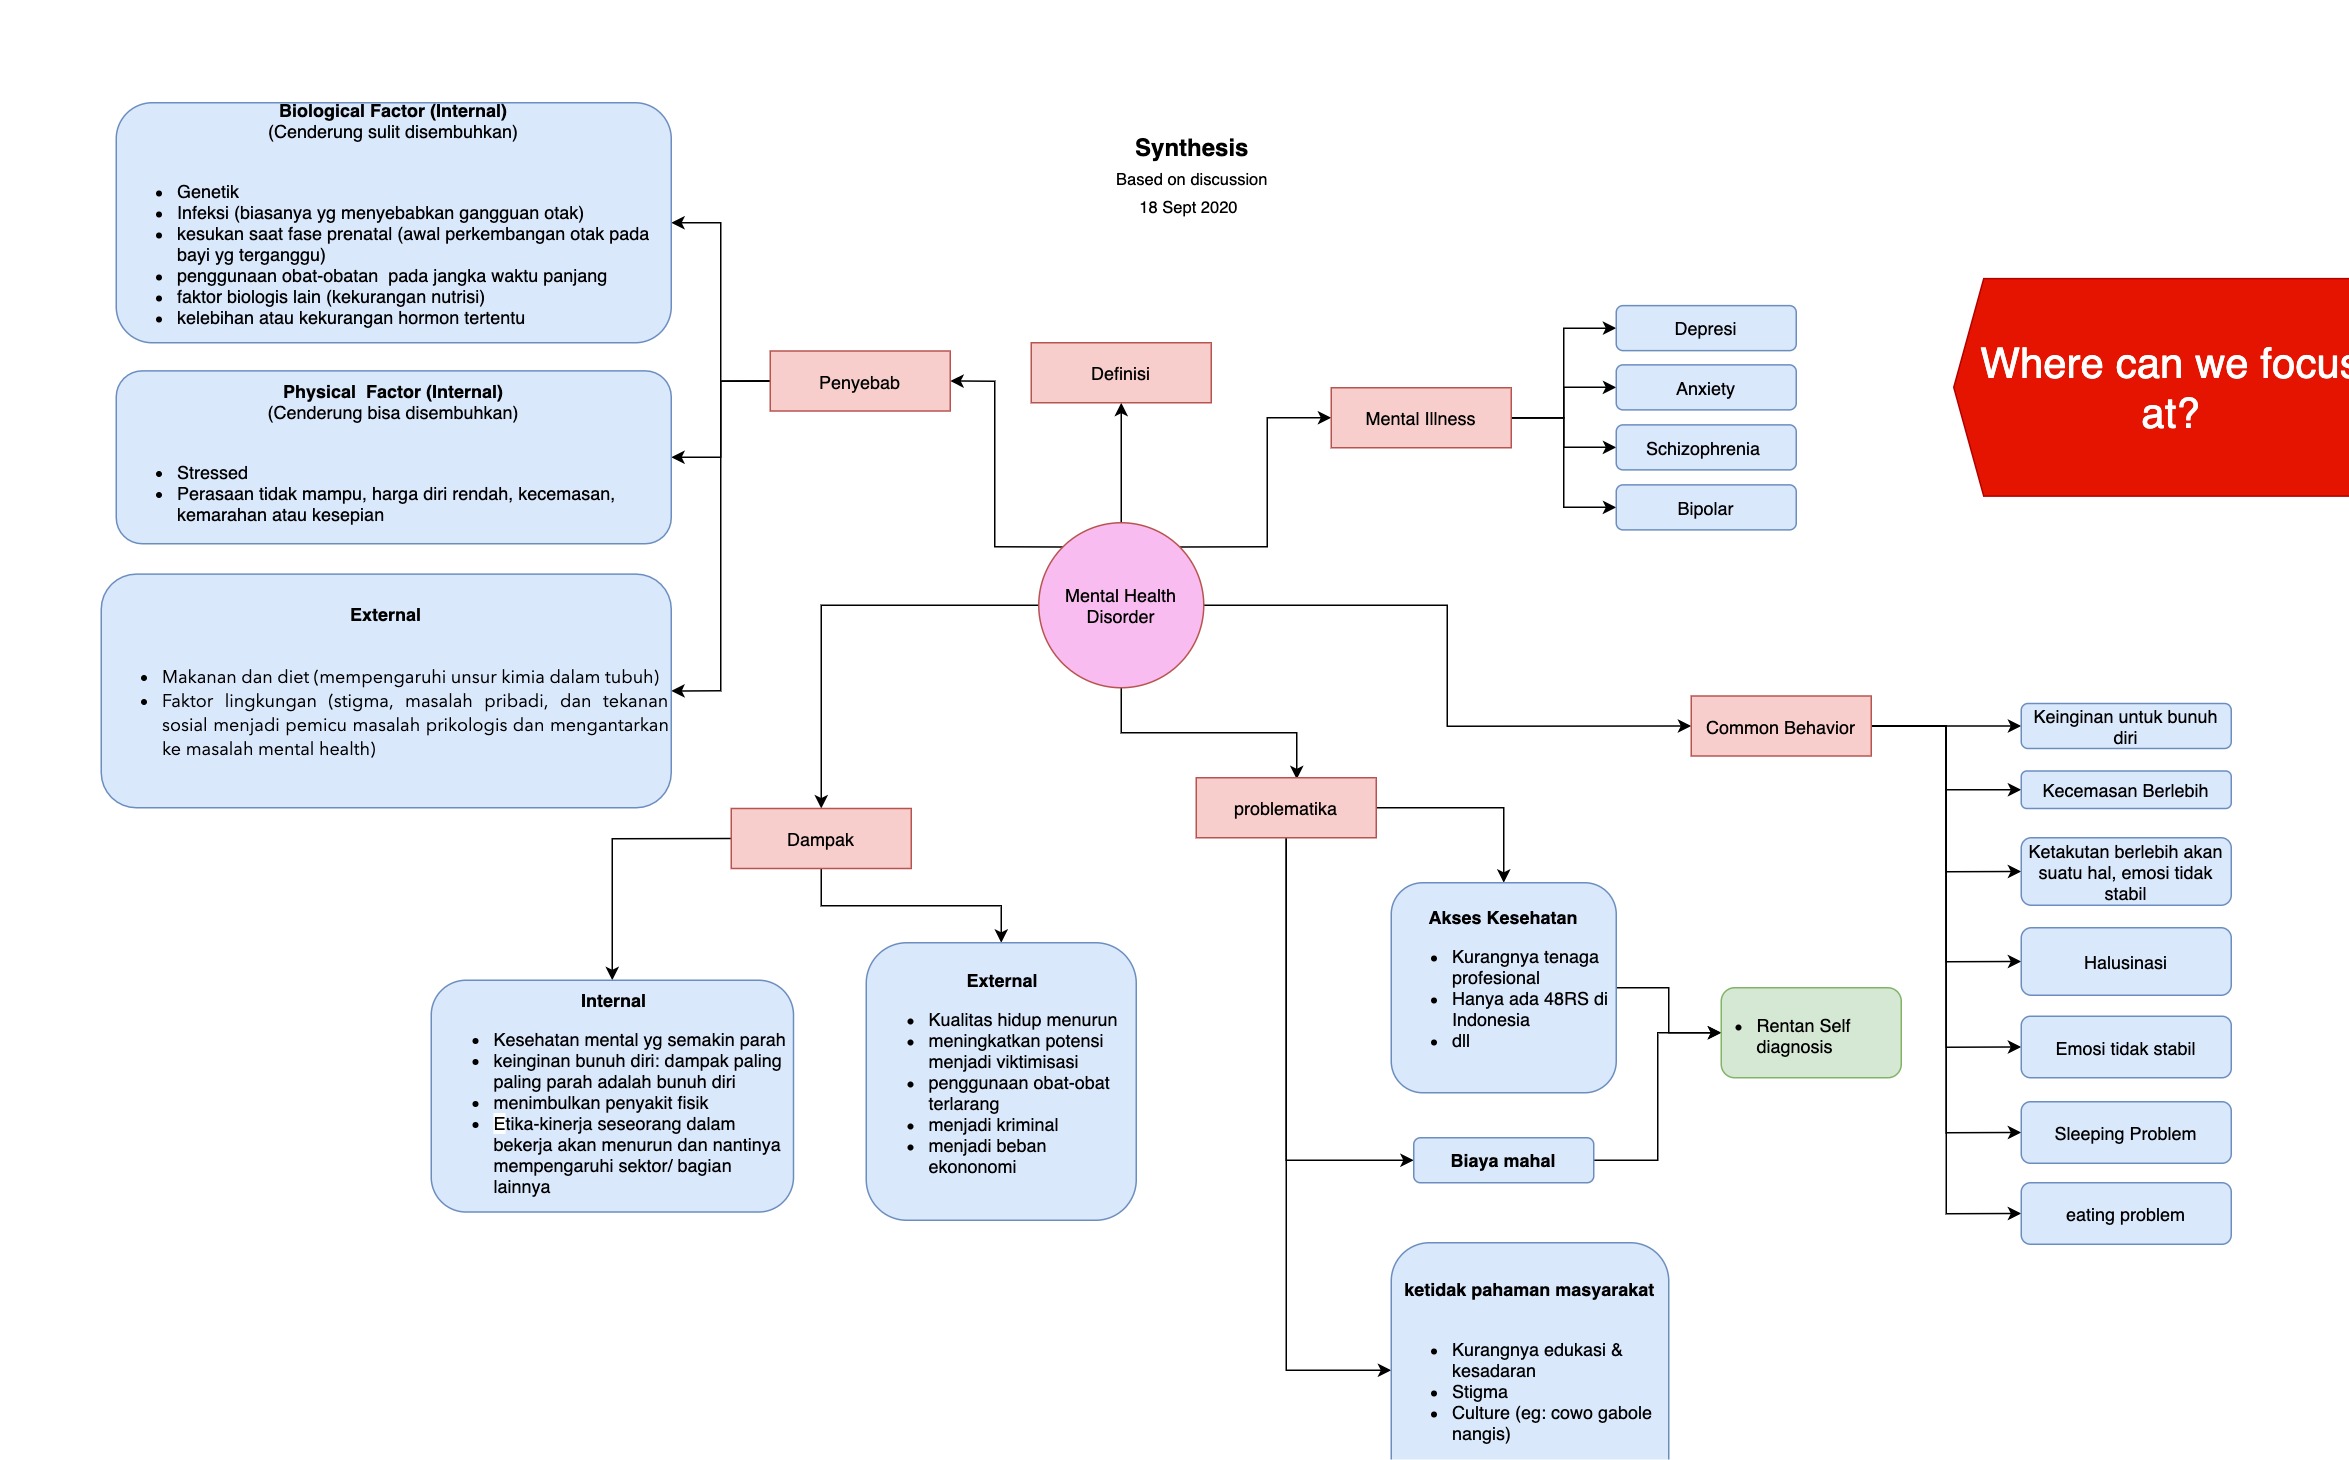 Synthesis
Based on discussion
18 Sept 2020
Biological Factor (Internal)
(Cenderung sulit disembuhkan)
Genetik
Infeksi (biasanya yg menyebabkan gangguan otak)
kesukan saat fase prenatal (awal perkembangan otak pada
bayi yg terganggu)
penggunaan obat-obatan  pada jangka waktu panjang
faktor biologis lain (kekurangan nutrisi)
kelebihan atau kekurangan hormon tertentu
Physical  Factor (Internal)
(Cenderung bisa disembuhkan)
Stressed
Perasaan tidak mampu, harga diri rendah, kecemasan,
kemarahan atau kesepian
External
Makanan dan diet (mempengaruhi unsur kimia dalam tubuh)
Faktor lingkungan (stigma, masalah pribadi, dan tekanan
sosial menjadi pemicu masalah prikologis dan mengantarkan
ke masalah mental health)
Penyebab
Definisi
Mental Illness
Depresi
Anxiety
Schizophrenia
Bipolar
Where can we focus
at?
Mental Health
Disorder
Dampak
Internal
Kesehatan mental yg semakin parah
keinginan bunuh diri: dampak paling
paling parah adalah bunuh diri
menimbulkan penyakit fisik
Etika-kinerja seseorang dalam
bekerja akan menurun dan nantinya
mempengaruhi sektor/ bagian
lainnya
External
Kualitas hidup menurun
meningkatkan potensi
menjadi viktimisasi
penggunaan obat-obat
terlarang
menjadi kriminal
menjadi beban
ekononomi
problematika
Akses Kesehatan
Kurangnya tenaga
profesional
Hanya ada 48RS di
Indonesia
dll
Biaya mahal
Rentan Self
diagnosis
ketidak pahaman masyarakat
Kurangnya edukasi &
kesadaran
Stigma
Culture (eg: cowo gabole
nangis)
Common Behavior
Keinginan untuk bunuh
diri
Kecemasan Berlebih
Ketakutan berlebih akan
suatu hal, emosi tidak
stabil
Halusinasi
Emosi tidak stabil
Sleeping Problem
eating problem